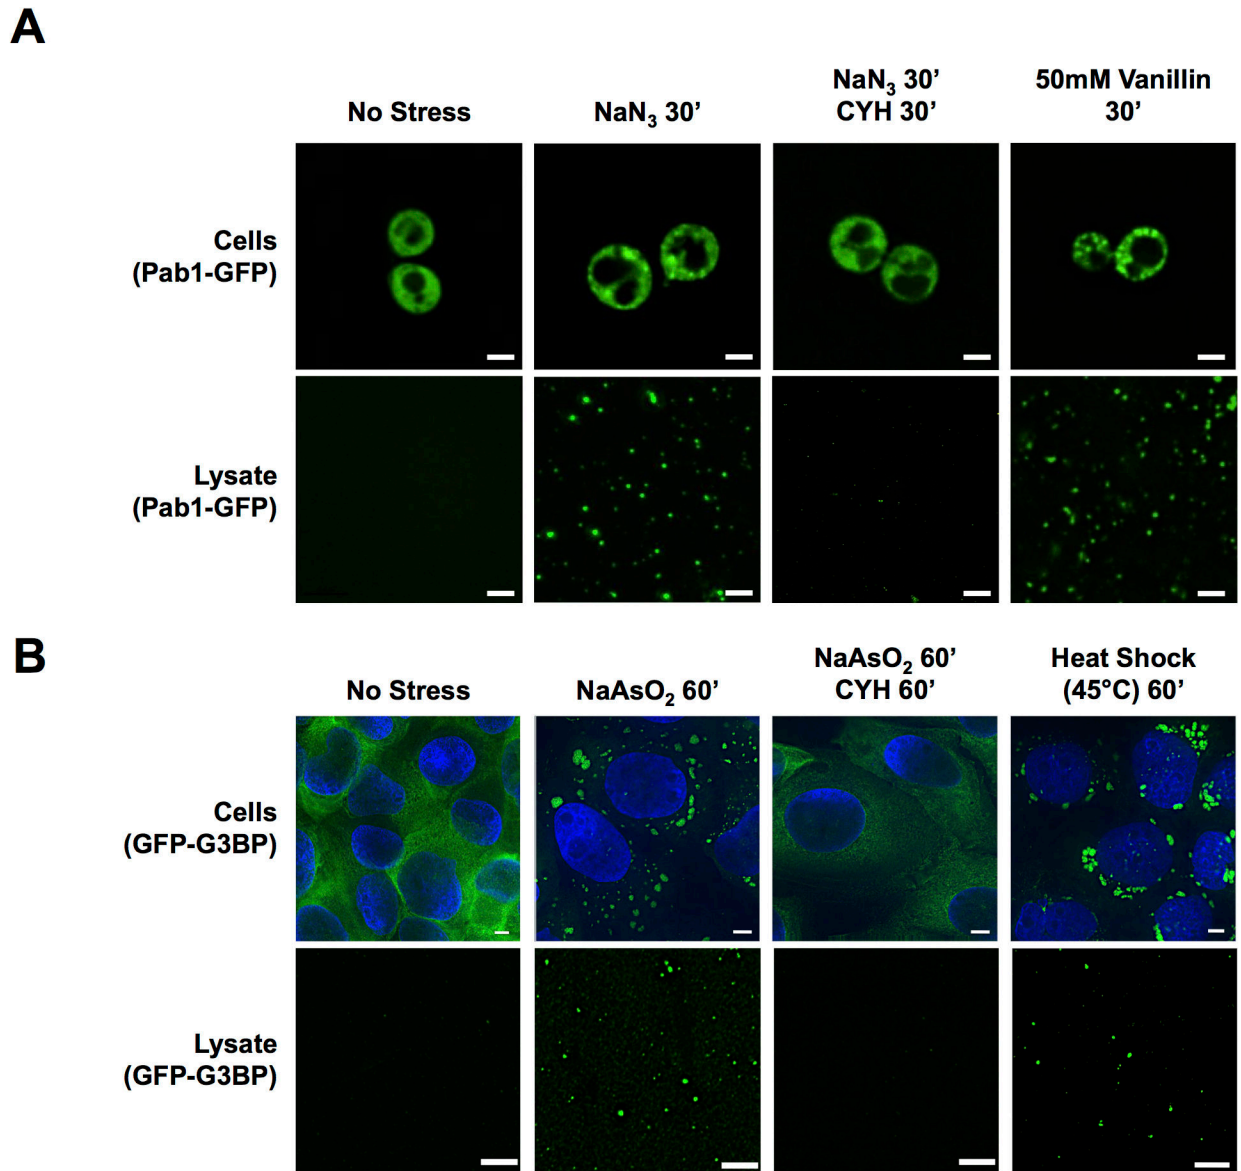 A
No Stress
NaN₃ 30’
NaN₃ 30’
CYH 30’
50mM Vanillin
30’
Cells
(Pab1-GFP)
Lysate
(Pab1-GFP)
B
No Stress
NaAsO₂ 60’
NaAsO₂ 60’
CYH 60’
Heat Shock
(45°C) 60’
Cells
(GFP-G3BP)
Lysate
(GFP-G3BP)